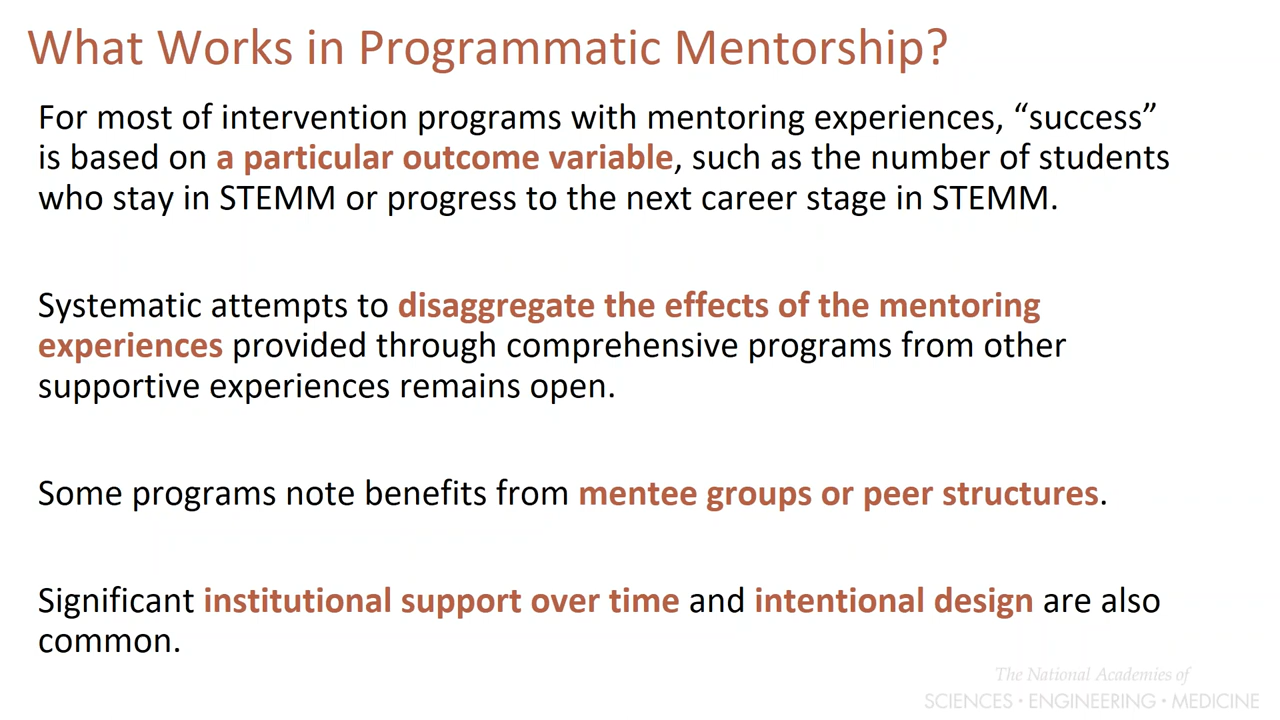 What Works in Programmatic Mentorship?
For most of intervention programs with mentoring experiences, “success”
is based on a particular outcome variable, such as the number of students
who stay in STEMM or progress to the next career stage in STEMM.
Systematic attempts to disaggregate the effects of the mentoring
experiences provided through comprehensive programs from other
supportive experiences remains open.
Some programs note benefits from mentee groups or peer structures.
Significant institutional support over time and intentional design are also
common.
The National Academies of
SCIENCES · ENGINEERING · MEDICINE